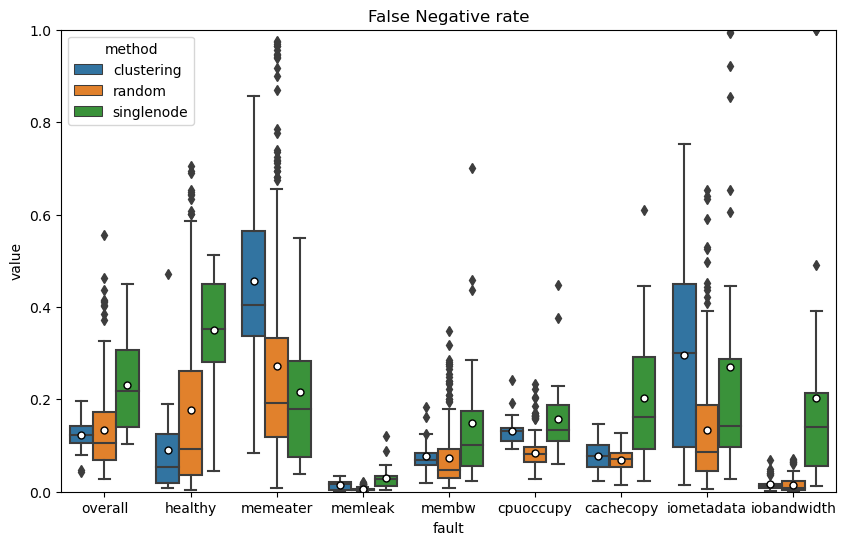 False Negative rate
method
clustering
random
singlenode
1.0
0.8
0.6
0.4
0.2
0.0
value
overall healthy memeater memleak membw cpuoccupy cachecopy iometadata iobandwidth
fault